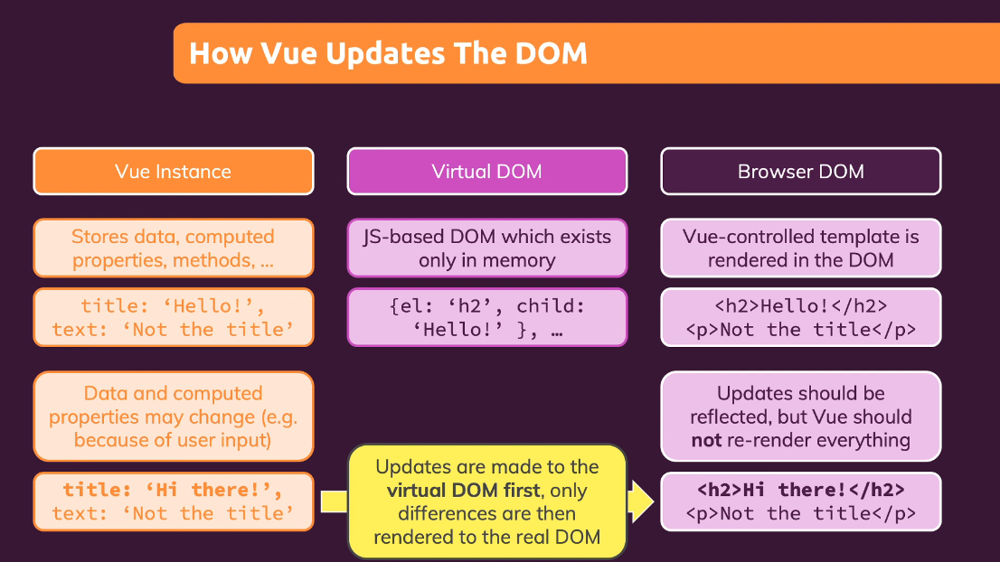 How Vue Updates The DOM
Vue Instance
Stores data, computed
properties, methods, ...
title: ‘Hello!’,
text: ‘Not the title’
Data and computed
properties may change (e.g.
because of user input)
title: ‘Hi there!’,
text: ‘Not the title’
Virtual DOM
JS-based DOM which exists
only in memory
{el: ‘h2’, child:
‘Hello!’ }, …
Updates are made to the
virtual DOM first, only
differences are then
rendered to the real DOM
Browser DOM
Vue-controlled template is
rendered in the DOM
<h2>Hello!</h2>
<p>Not the title</p>
Updates should be
reflected, but Vue should
not re-render everything
<h2>Hi there!</h2>
<p>Not the title</p>